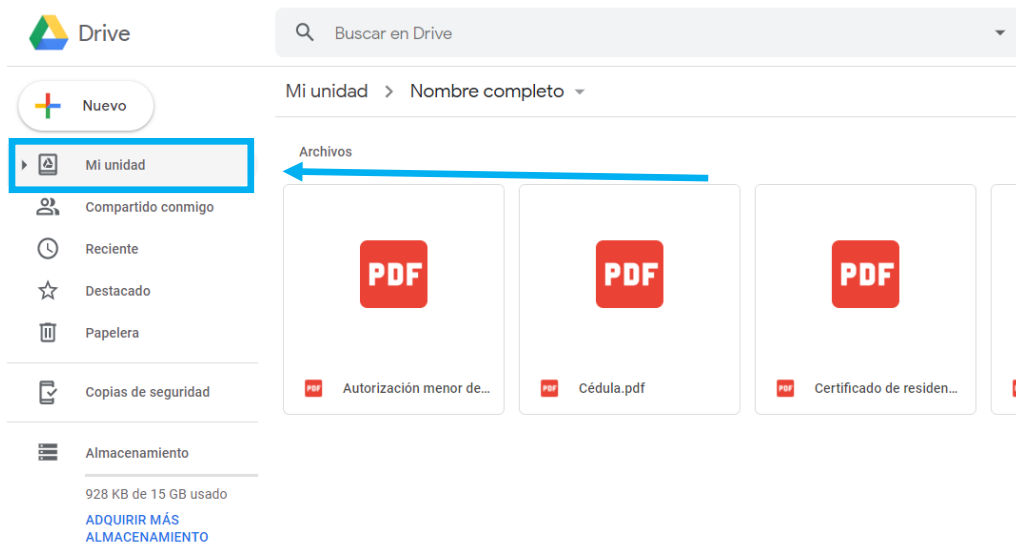 Drive
Buscar en Drive
Nuevo
Mi unidad > Nombre completo
Mi unidad
Compartido conmigo
Reciente
Destacado
Papelera
Copias de seguridad
Almacenamiento
928 KB de 15 GB usado
ADQUIRIR MÁS
ALMACENAMIENTO
Archivos
PDF
PDF
PDF
PDF Autorización menor de...
PDF Cédula.pdf
PDF Certificado de residen...